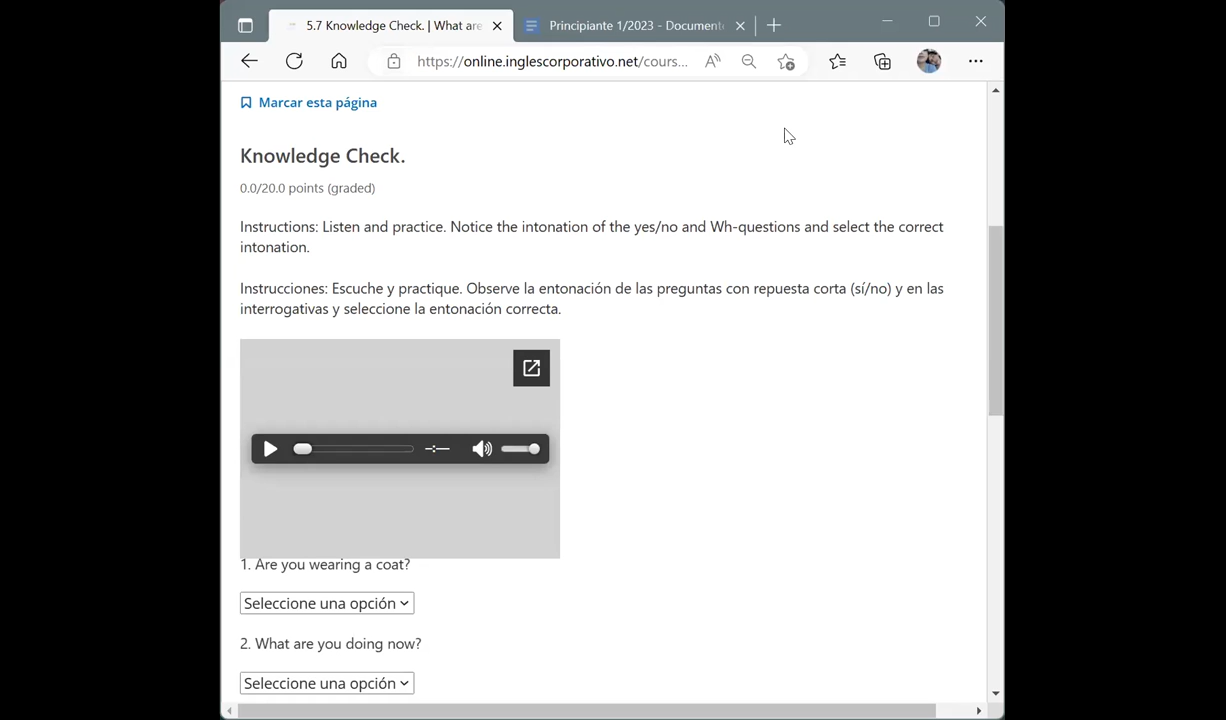 5.7 Knowledge Check. | What are
Principiante 1/2023 - Document
https://online.inglescorporativo.net/cours...
Marcar esta página
Knowledge Check.
0.0/20.0 points (graded)
Instructions: Listen and practice. Notice the intonation of the yes/no and Wh-questions and select the correct
intonation.
Instrucciones: Escuche y practique. Observe la entonación de las preguntas con repuesta corta (sí/no) y en las
interrogativas y seleccione la entonación correcta.
-:-
1. Are you wearing a coat?
Seleccione una opción
2. What are you doing now?
Seleccione una opción